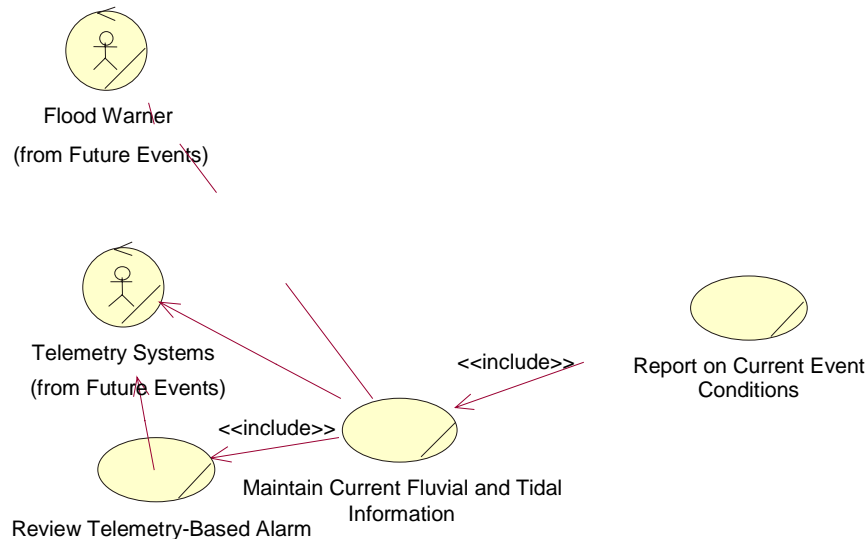 Flood Warner
(from Future Events)
Telemetry Systems
(from Future Events)
<<include>>
Report on Current Event
Conditions
<<include>>
Maintain Current Fluvial and Tidal
Information
Review Telemetry-Based Alarm